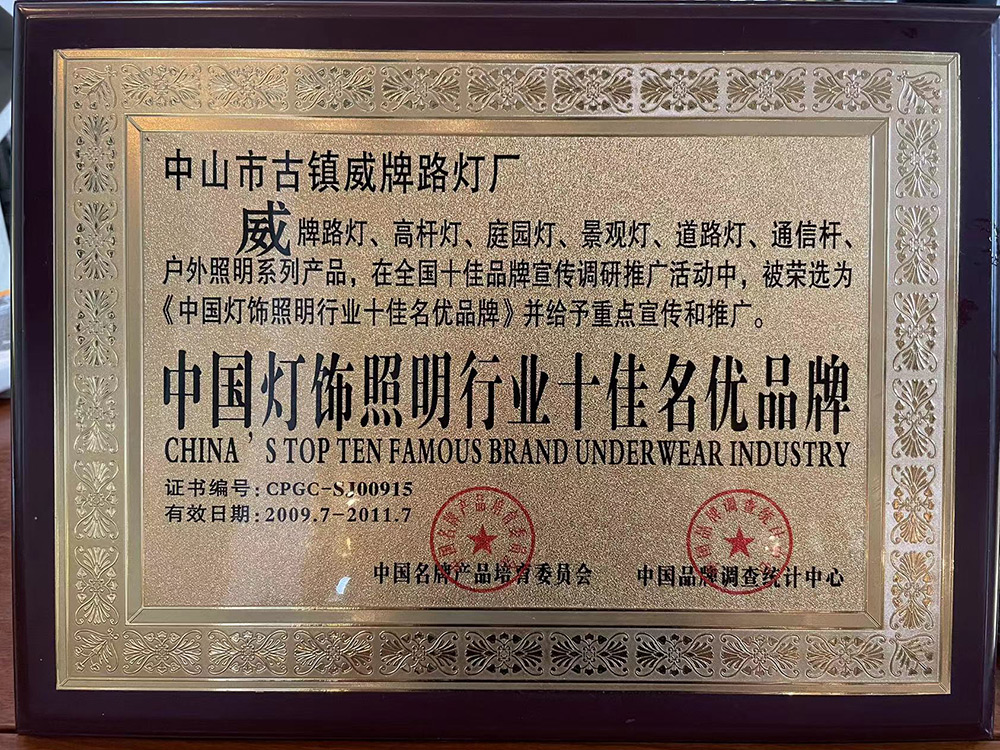 中山市古镇威牌路灯厂
威牌路灯、高杆灯、庭园灯、景观灯、道路灯、通信杆、
户外照明系列产品，在全国十佳品牌宣传调研推广活动中，被荣选为
《中国灯饰照明行业十佳名优品牌》并给予重点宣传和推广。
中国灯饰照明行业十佳名优品牌
CHINA'S TOP TEN FAMOUS BRAND UNDERWEAR INDUSTRY
证书编号:CPGC-SJ00915
有效日期:2009.7-2011.7
中国名牌产品培育委员会 中国品牌调查统计中心